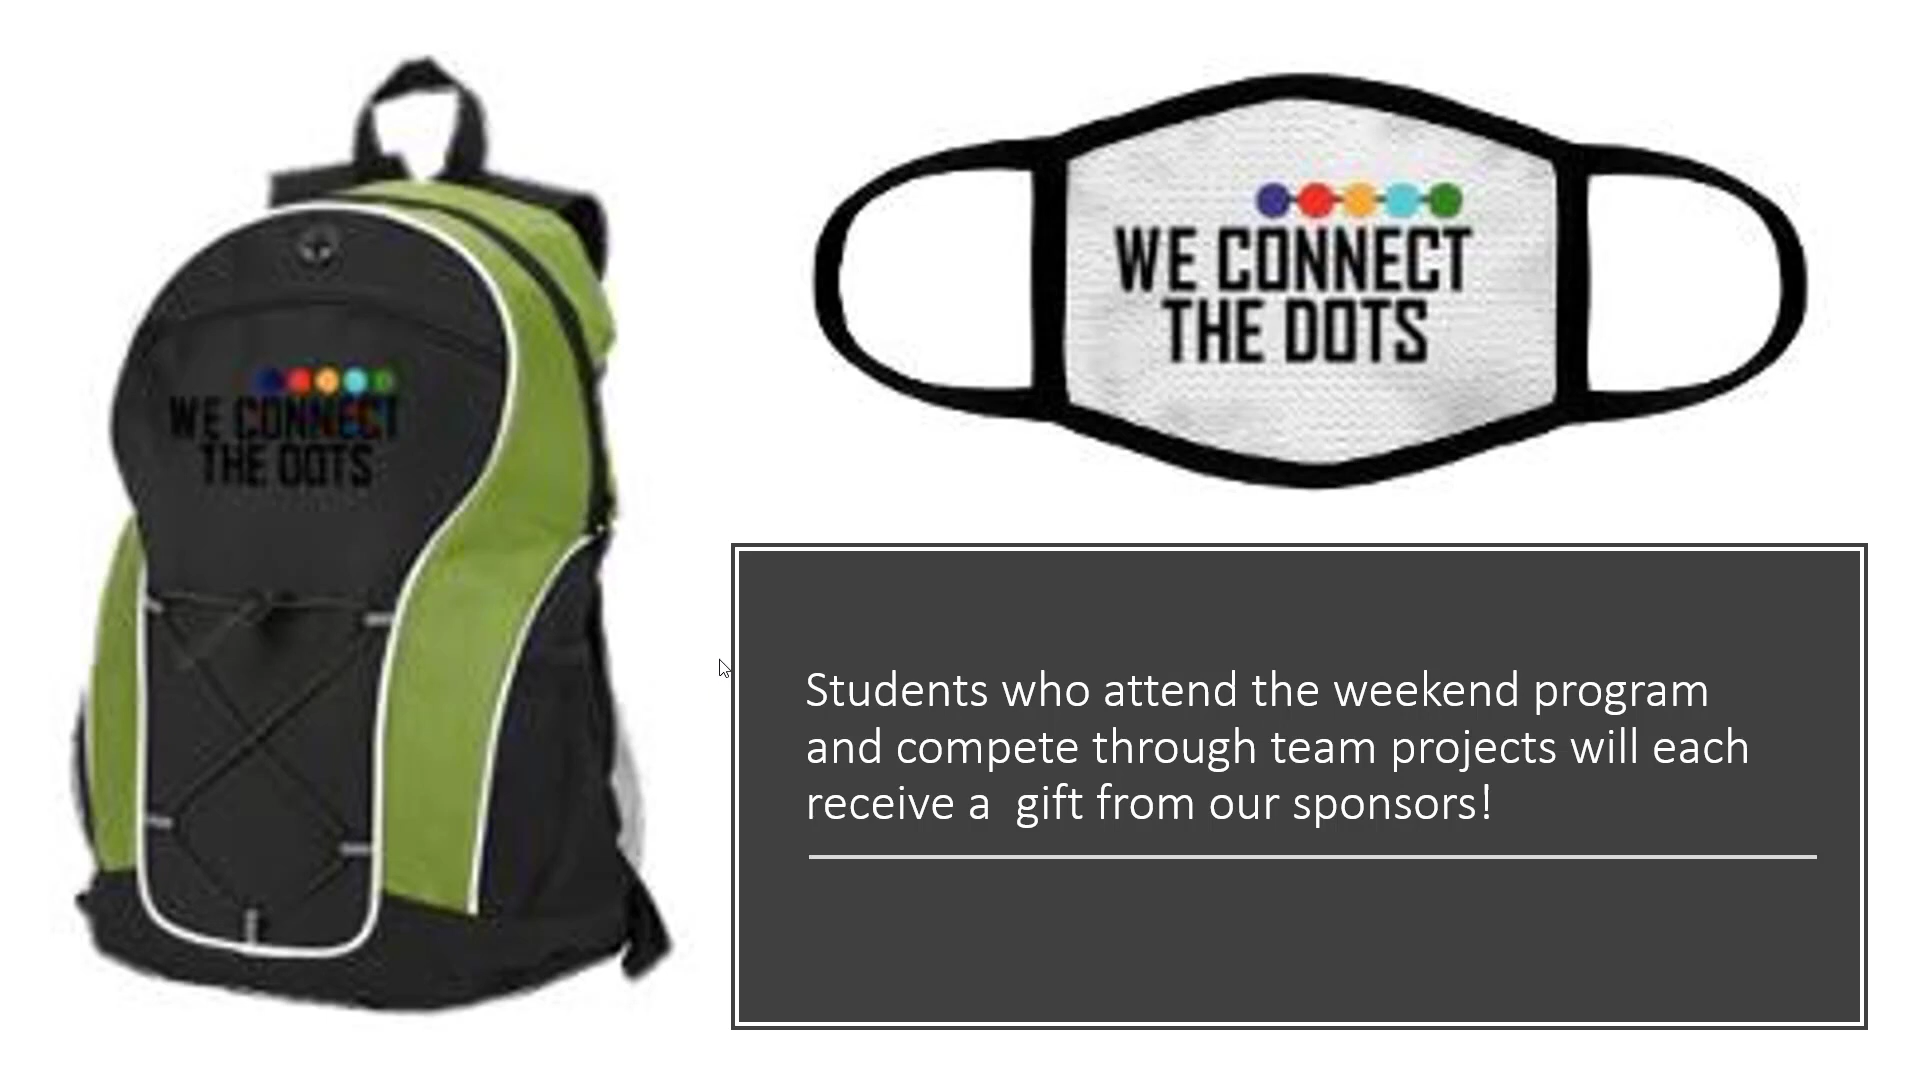 WE CONNECT
THE DOTS
WE CONNECT
THE DOTS
Students who attend the weekend program
and compete through team projects will each
receive a  gift from our sponsors!